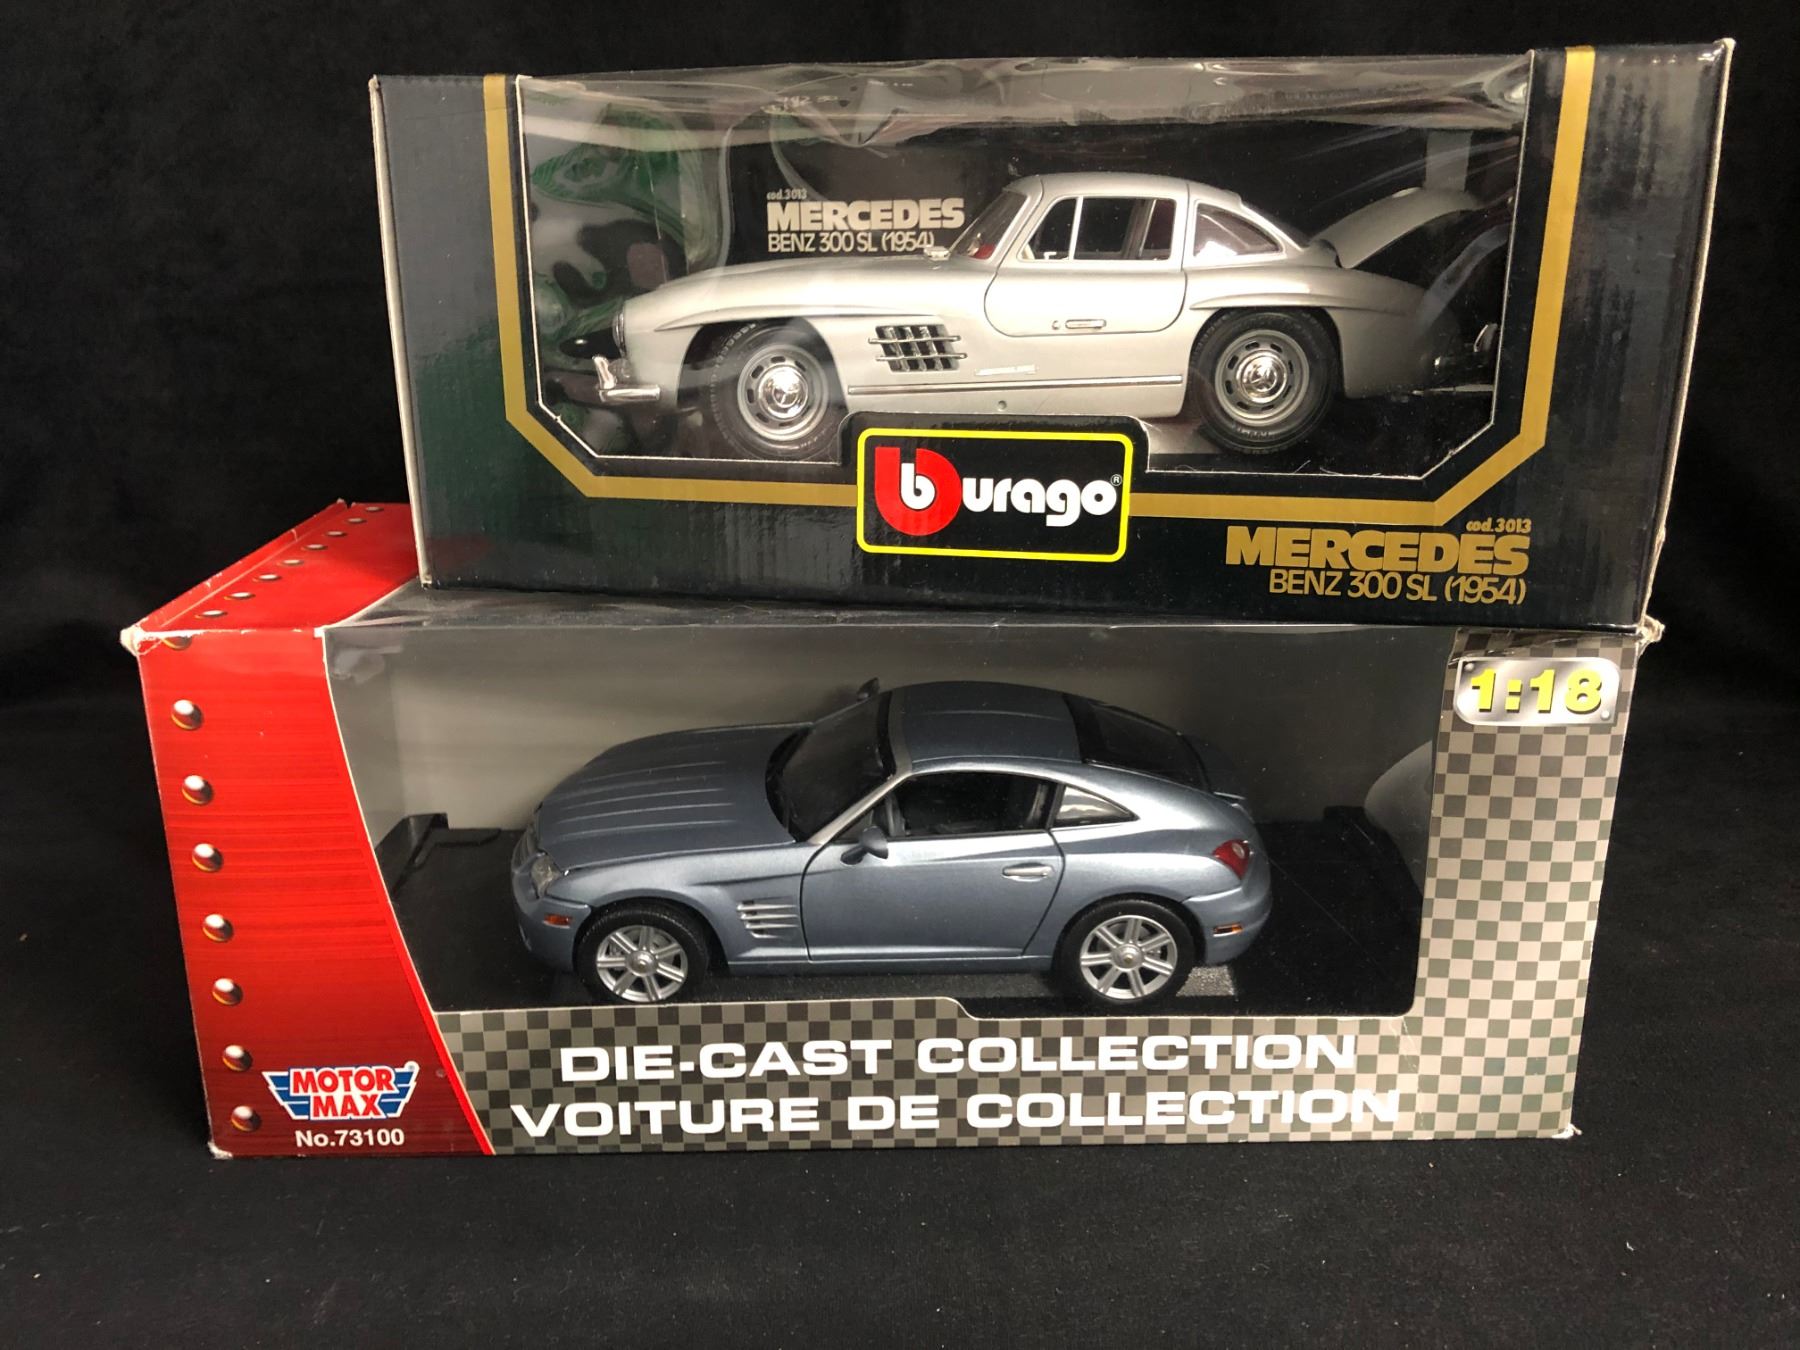 cod.3013
MERCEDES
BENZ 300 SL (1954)
burago®
cod.3013
MERCEDES
BENZ 300 SL (1954)
1:18
DIE-CAST COLLECTION
VOITURE DE COLLECTION
MOTOR
MAX®
No.73100